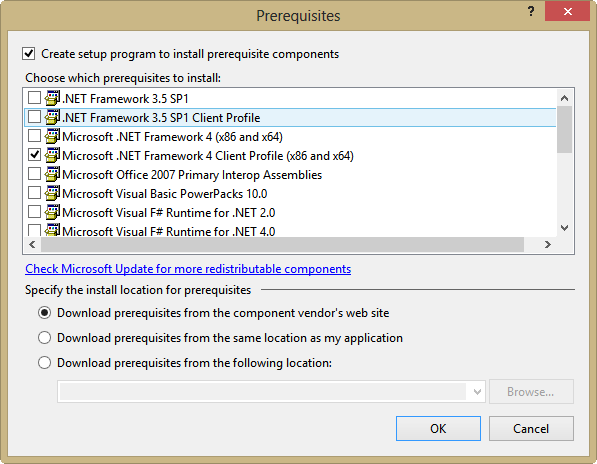 Prerequisites
?
Create setup program to install prerequisite components
Choose which prerequisites to install:
.NET Framework 3.5 SP1
.NET Framework 3.5 SP1 Client Profile
Microsoft .NET Framework 4 (x86 and x64)
Microsoft .NET Framework 4 Client Profile (x86 and x64)
Microsoft Office 2007 Primary Interop Assemblies
Microsoft Visual Basic PowerPacks 10.0
Microsoft Visual F# Runtime for .NET 2.0
Microsoft Visual F# Runtime for .NET 4.0
Check Microsoft Update for more redistributable components
Specify the install location for prerequisites
Download prerequisites from the component vendor's web site
Download prerequisites from the same location as my application
Download prerequisites from the following location:
Browse...
OK Cancel